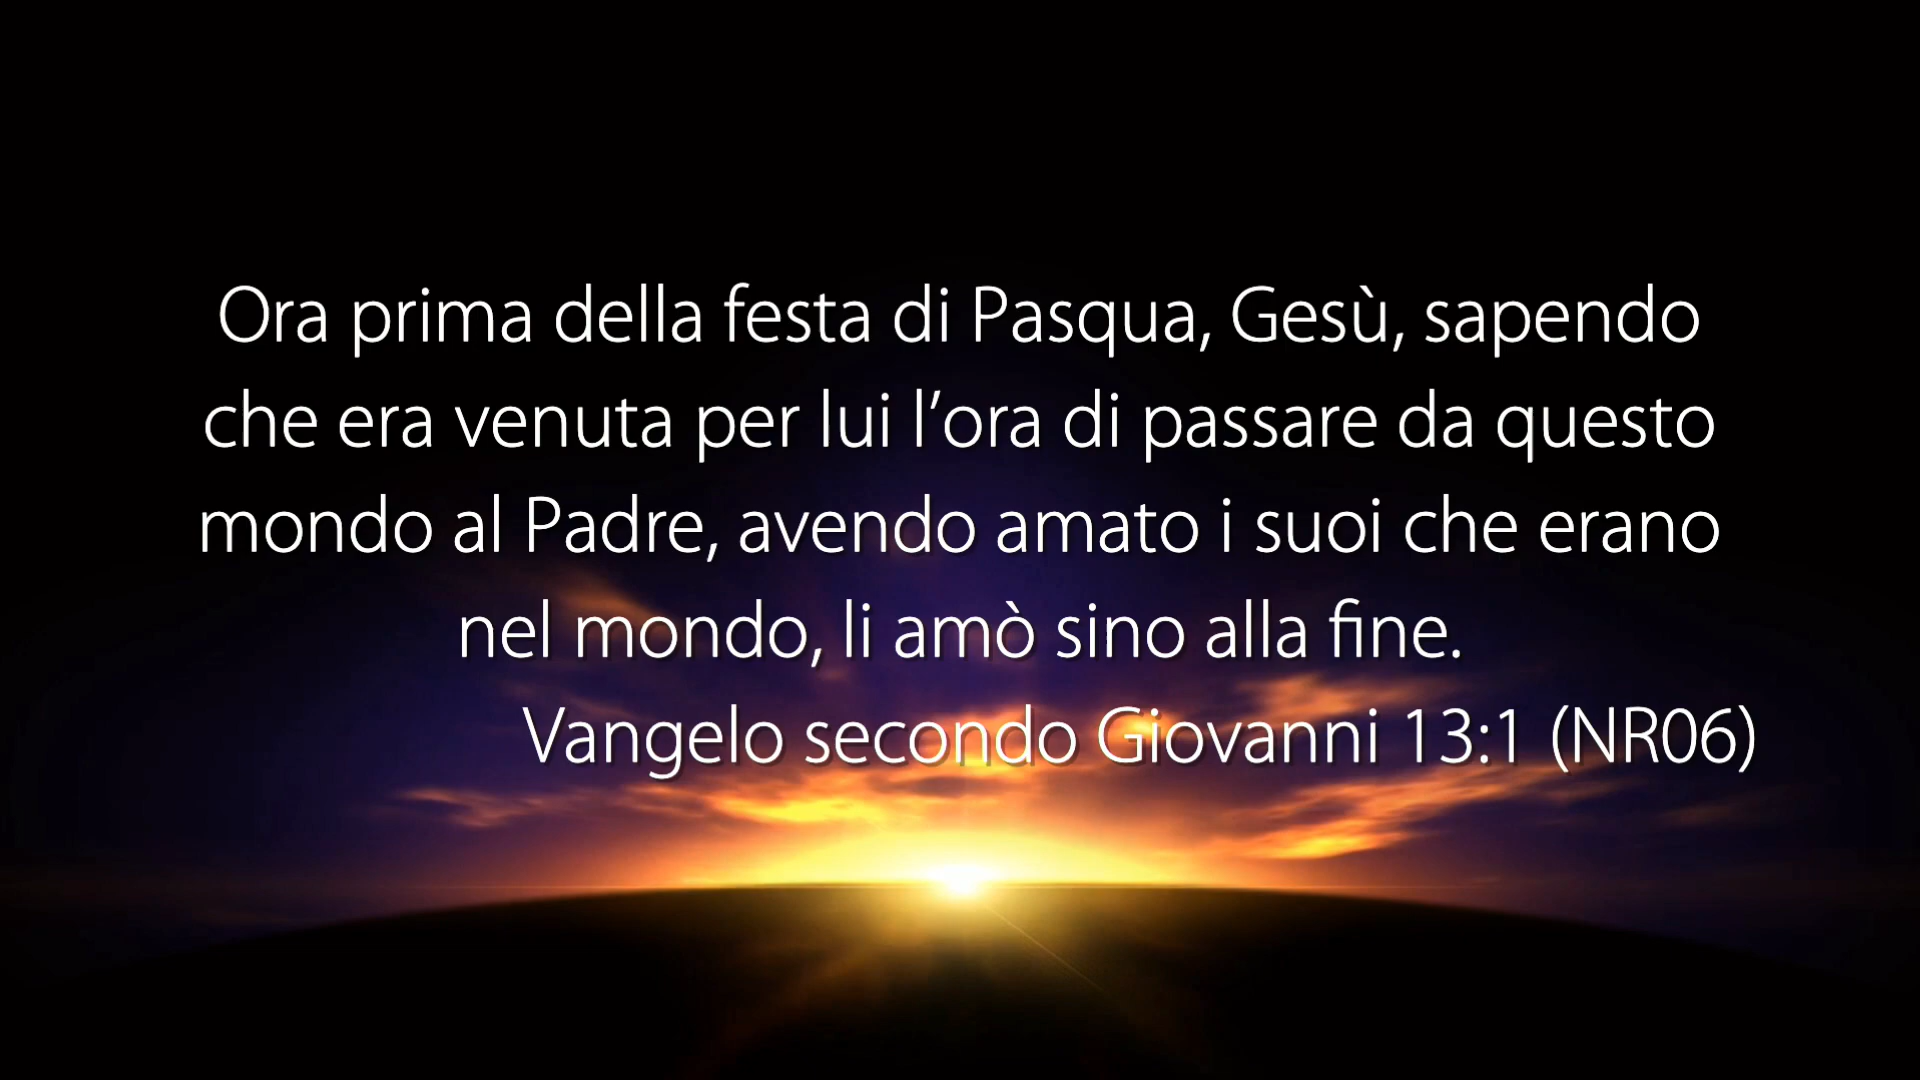 Ora prima della festa di Pasqua, Gesù, sapendo
che era venuta per lui l’ora di passare da questo
mondo al Padre, avendo amato i suoi che erano
nel mondo, li amò sino alla fine.
Vangelo secondo Giovanni 13:1 (NR06)